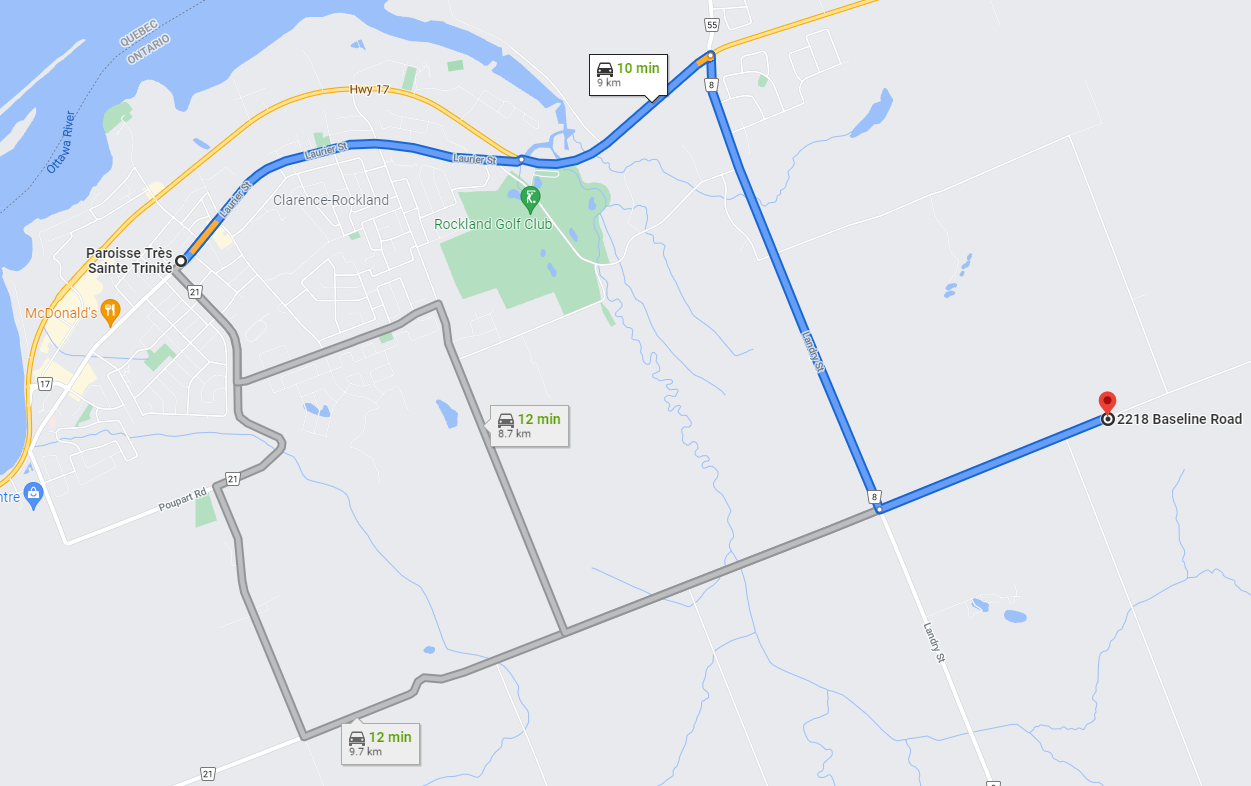 QUEBEC
ONTARIO
55
10 min
9 km
8
Hwy 17
Ottawa River
Laurier St
Laurier St
Laurier St
Clarence-Rockland
Rockland Golf Club
Paroisse Très
Sainte Trinité
21
McDonald's
Landry St
17
12 min
8.7 km
2218 Baseline Road
21
Poupart Rd
ntre
8
Landry St
12 min
9.7 km
21